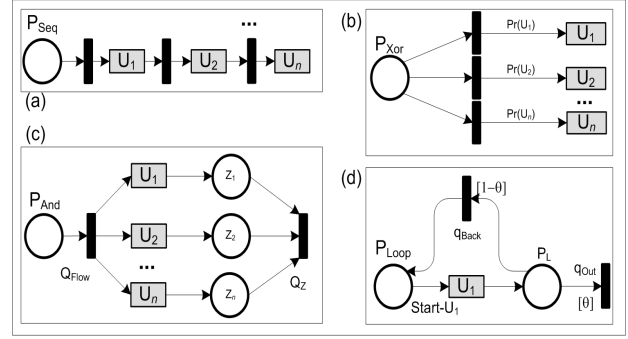 P_Seq
U_1
U_2
...
U_n
(a)
(b)
P_Xor
Pr(U_1)
U_1
Pr(U_2)
U_2
...
Pr(U_n)
U_n
(c)
P_And
Q_Flow
U_1
Z_1
U_2
Z_2
...
U_n
Z_n
Q_Z
(d)
[1-θ]
q_Back
P_Loop
Start-U_1
U_1
P_L
q_Out
[θ]